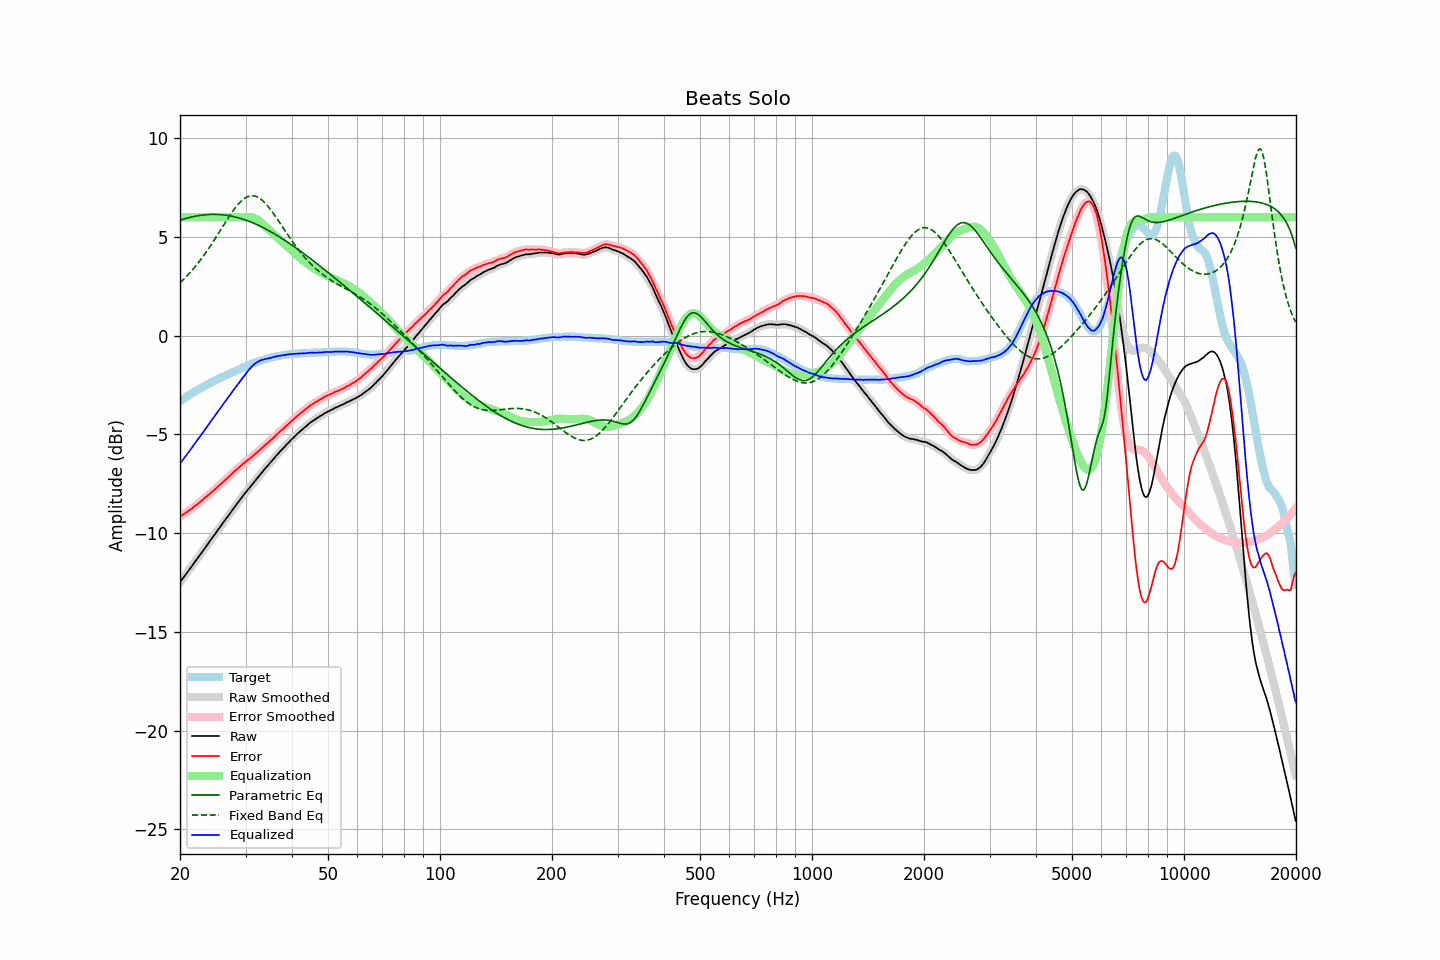 Beats Solo
10
5
0
−5
−10
−15
−20
−25
Amplitude (dBr)
Target
Raw Smoothed
Error Smoothed
Raw
Error
Equalization
Parametric Eq
Fixed Band Eq
Equalized
20 50 100 200 500 1000 2000 5000 10000 20000
Frequency (Hz)